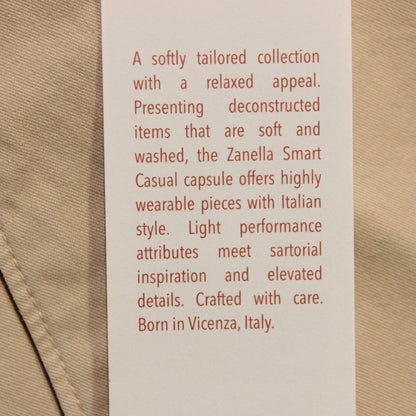 A softly tailored collection
with a relaxed appeal.
Presenting deconstructed
items that are soft and
washed, the Zanella Smart
Casual capsule offers highly
wearable pieces with Italian
style. Light performance
attributes meet sartorial
inspiration and elevated
details. Crafted with care.
Born in Vicenza, Italy.